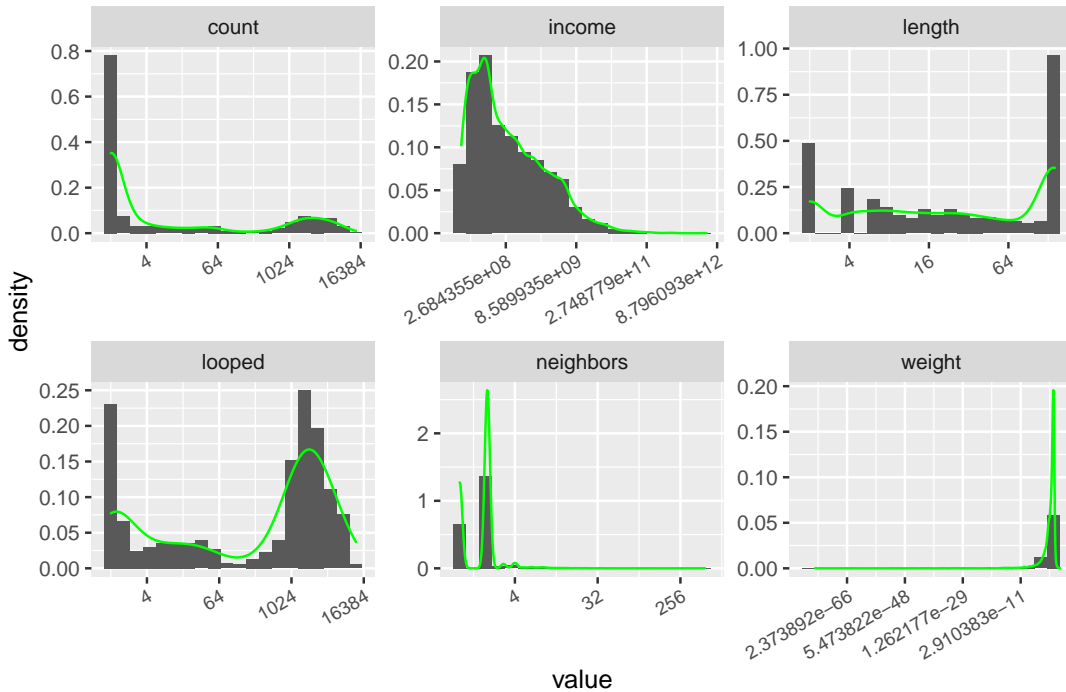 count
income
length
0.8
0.6
0.4
0.2
0.0
4
64
1024
16384
0.20
0.15
0.10
0.05
0.00
2.684355e+08
8.589935e+09
2.748779e+11
8.796093e+12
1.00
0.75
0.50
0.25
0.00
4
16
64
density
looped
neighbors
weight
0.25
0.20
0.15
0.10
0.05
0.00
4
64
1024
16384
2
1
0
4
32
256
0.20
0.15
0.10
0.05
0.00
2.373892e−66
5.473822e−48
1.262177e−29
2.910383e−11
value